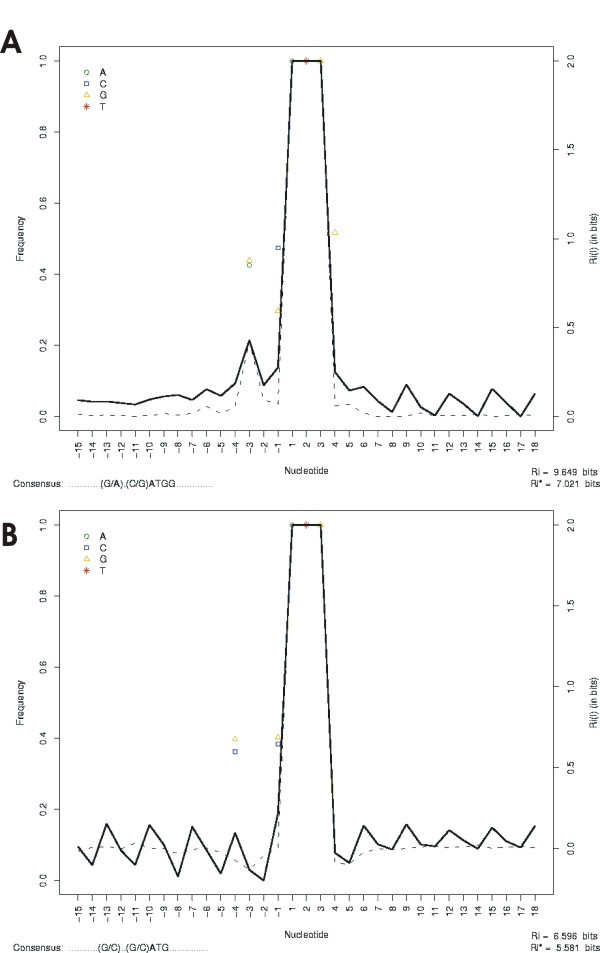 A
A
C
G
T
1.0
0.8
0.6
0.4
0.2
0.0
Frequency
2.0
1.5
1.0
0.5
0.0
Ri(l) (in bits)
-15 -14 -13 -12 -11 -10 -9 -8 -7 -6 -5 -4 -3 -2 -1 1 2 3 4 5 6 7 8 9 10 11 12 13 14 15 16 17 18
Nucleotide
Ri = 9.649 bits
Consensus: ...........(G/A).(C/G)ATGG..............
Ri* = 7.021 bits
B
A
C
G
T
1.0
0.8
0.6
0.4
0.2
0.0
Frequency
2.0
1.5
1.0
0.5
0.0
Ri(l) (in bits)
-15 -14 -13 -12 -11 -10 -9 -8 -7 -6 -5 -4 -3 -2 -1 1 2 3 4 5 6 7 8 9 10 11 12 13 14 15 16 17 18
Nucleotide
Ri = 6.596 bits
Consensus: ..........(G/C)..(G/C)ATG...............
Ri* = 5.581 bits